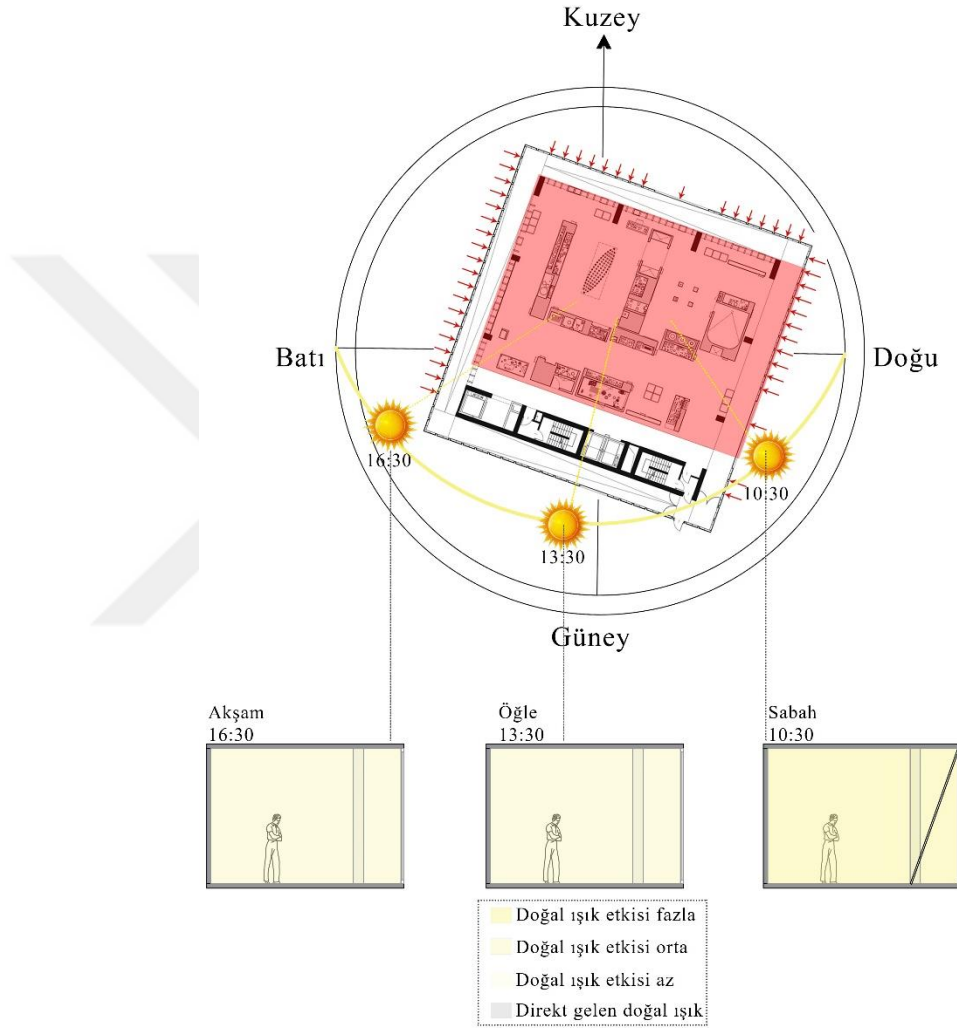 Kuzey
Batı
Doğu
16:30
10:30
13:30
Güney
Akşam
16:30
Öğle
13:30
Sabah
10:30
Doğal ışık etkisi fazla
Doğal ışık etkisi orta
Doğal ışık etkisi az
Direkt gelen doğal ışık